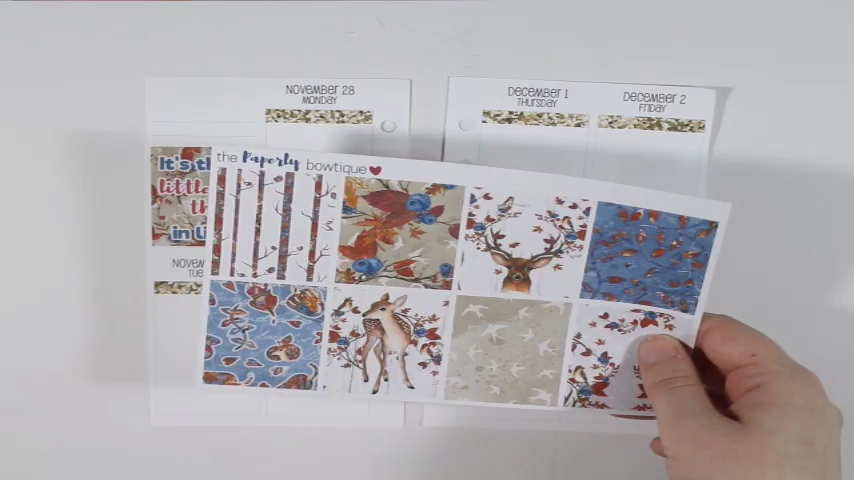 November 28
Monday
December 1
Thursday
December 2
Friday
It's th
little
th
in Li
the Paperly bowtique
Novem
Tue